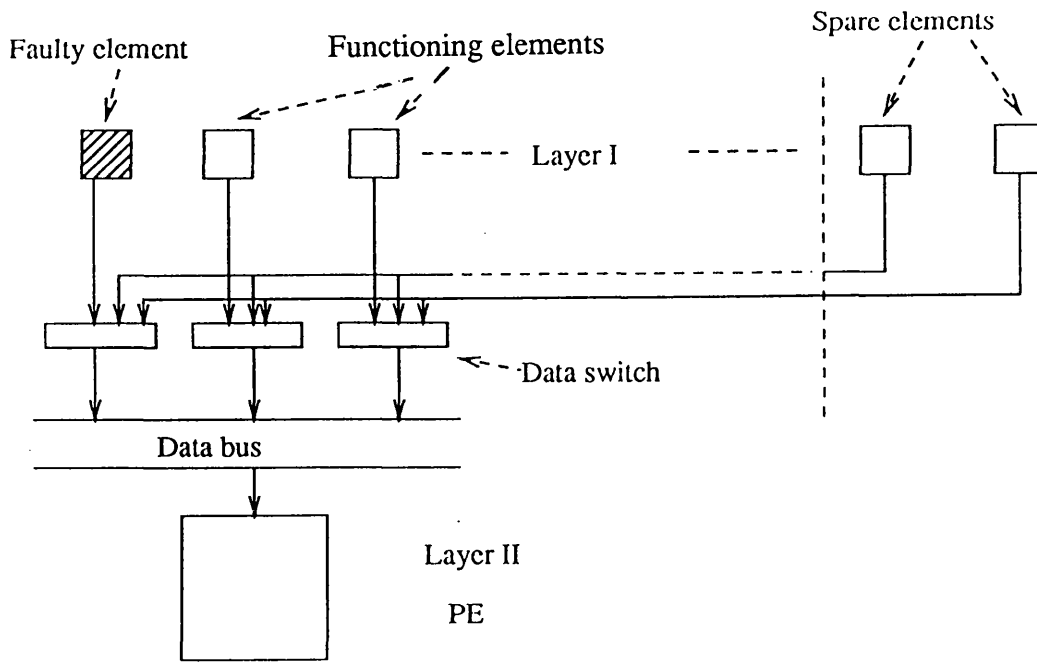 Spare elements
Faulty element
Functioning elements
Layer I
Data switch
Data bus
Layer II
PE